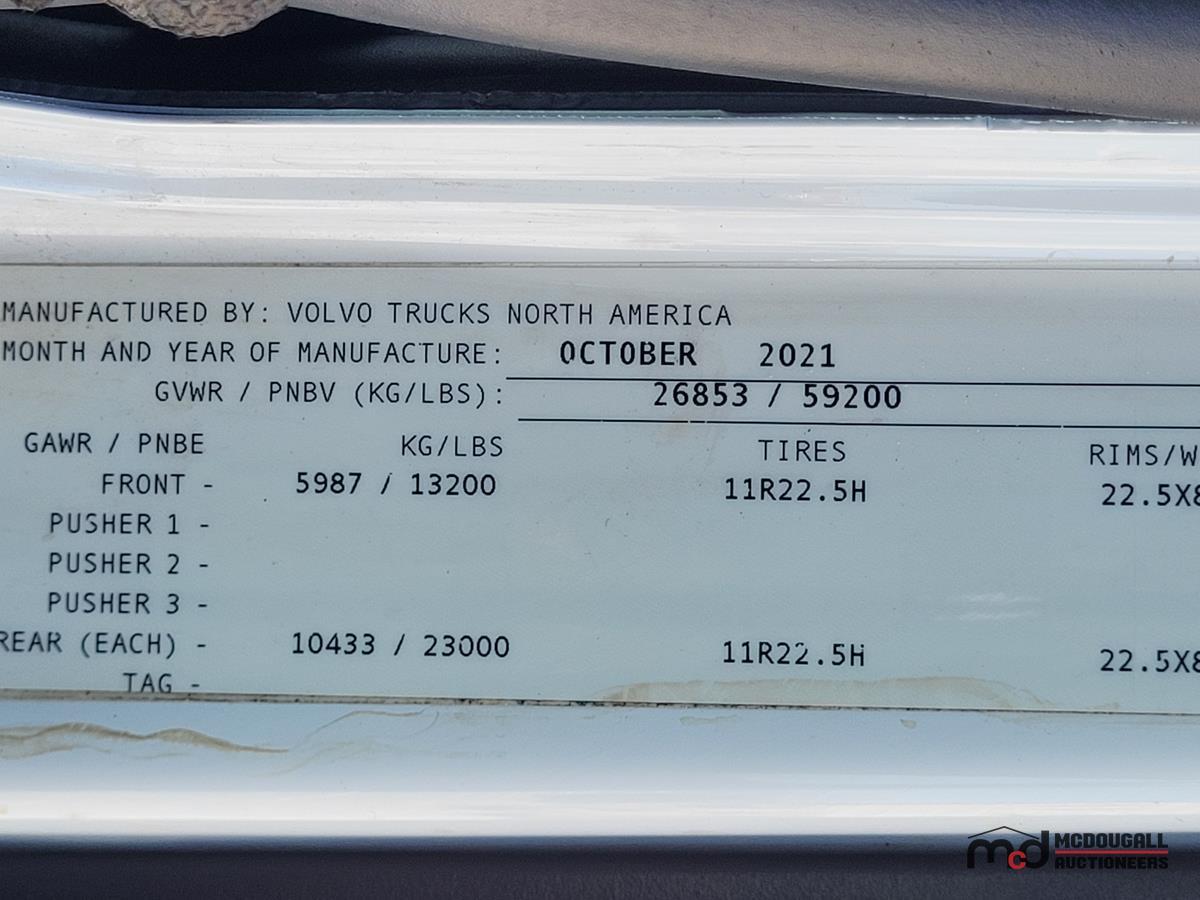 MANUFACTURED BY: VOLVO TRUCKS NORTH AMERICA
MONTH AND YEAR OF MANUFACTURE: OCTOBER 2021
GVWR / PNBV (KG/LBS): 26853 / 59200
GAWR / PNBE KG/LBS TIRES RIMS/W
FRONT - 5987 / 13200 11R22.5H 22.5X8
PUSHER 1 -
PUSHER 2 -
PUSHER 3 -
REAR (EACH) - 10433 / 23000 11R22.5H 22.5X8
TAG -
mcd MCDOUGALL
AUCTIONEERS